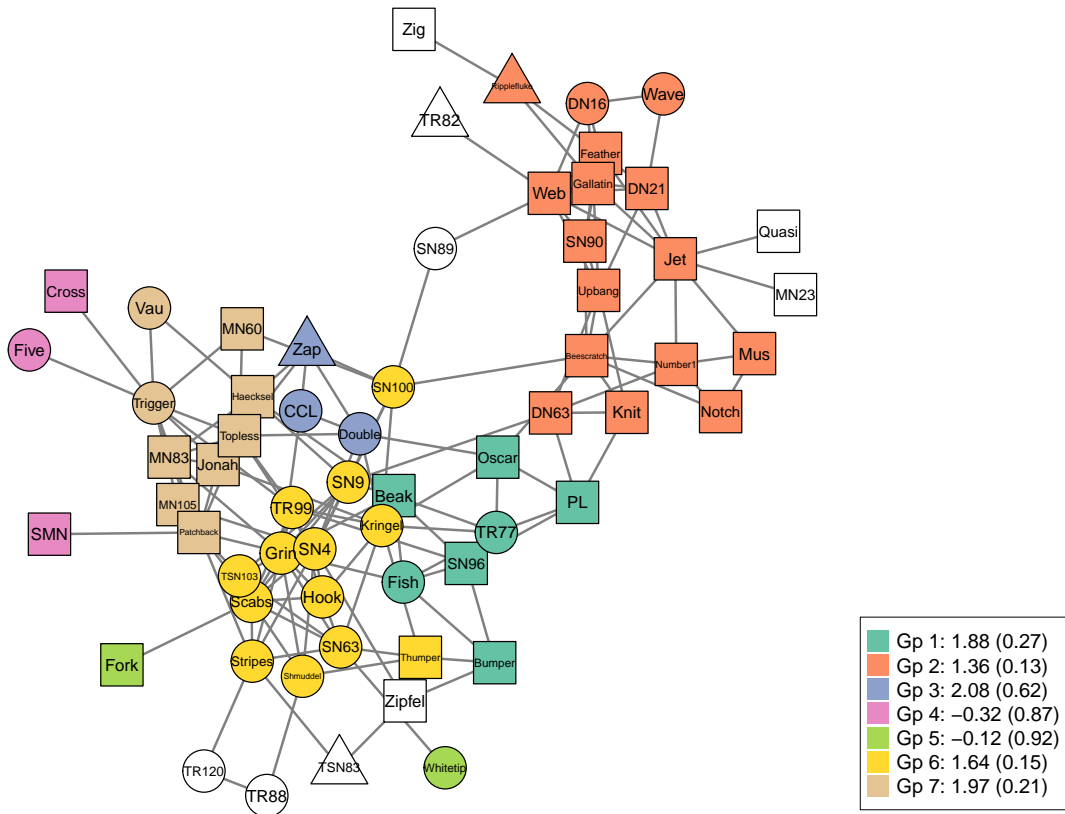 Zig
Ripplefluke
TR82
DN16
Wave
Feather
Gallatin
Web
DN21
SN89
SN90
Quasi
Jet
Upbang
MN23
Cross
Vau
MN60
Zap
Five
Beescratch
Mus
Number1
SN100
Trigger
Haecksel
CCL
DN63
Knit
Notch
Topless
Double
MN83
Jonah
Oscar
SN9
Beak
MN105
TR99
PL
Kringel
SMN
Patchback
TR77
Grin
SN4
SN96
TSN103
Fish
Scabs
Hook
SN63
Fork
Stripes
Thumper
Bumper
Shmuddel
Zipfel
TR120
TSN83
Whitetip
TR88
Gp 1: 1.88 (0.27)
Gp 2: 1.36 (0.13)
Gp 3: 2.08 (0.62)
Gp 4: −0.32 (0.87)
Gp 5: −0.12 (0.92)
Gp 6: 1.64 (0.15)
Gp 7: 1.97 (0.21)